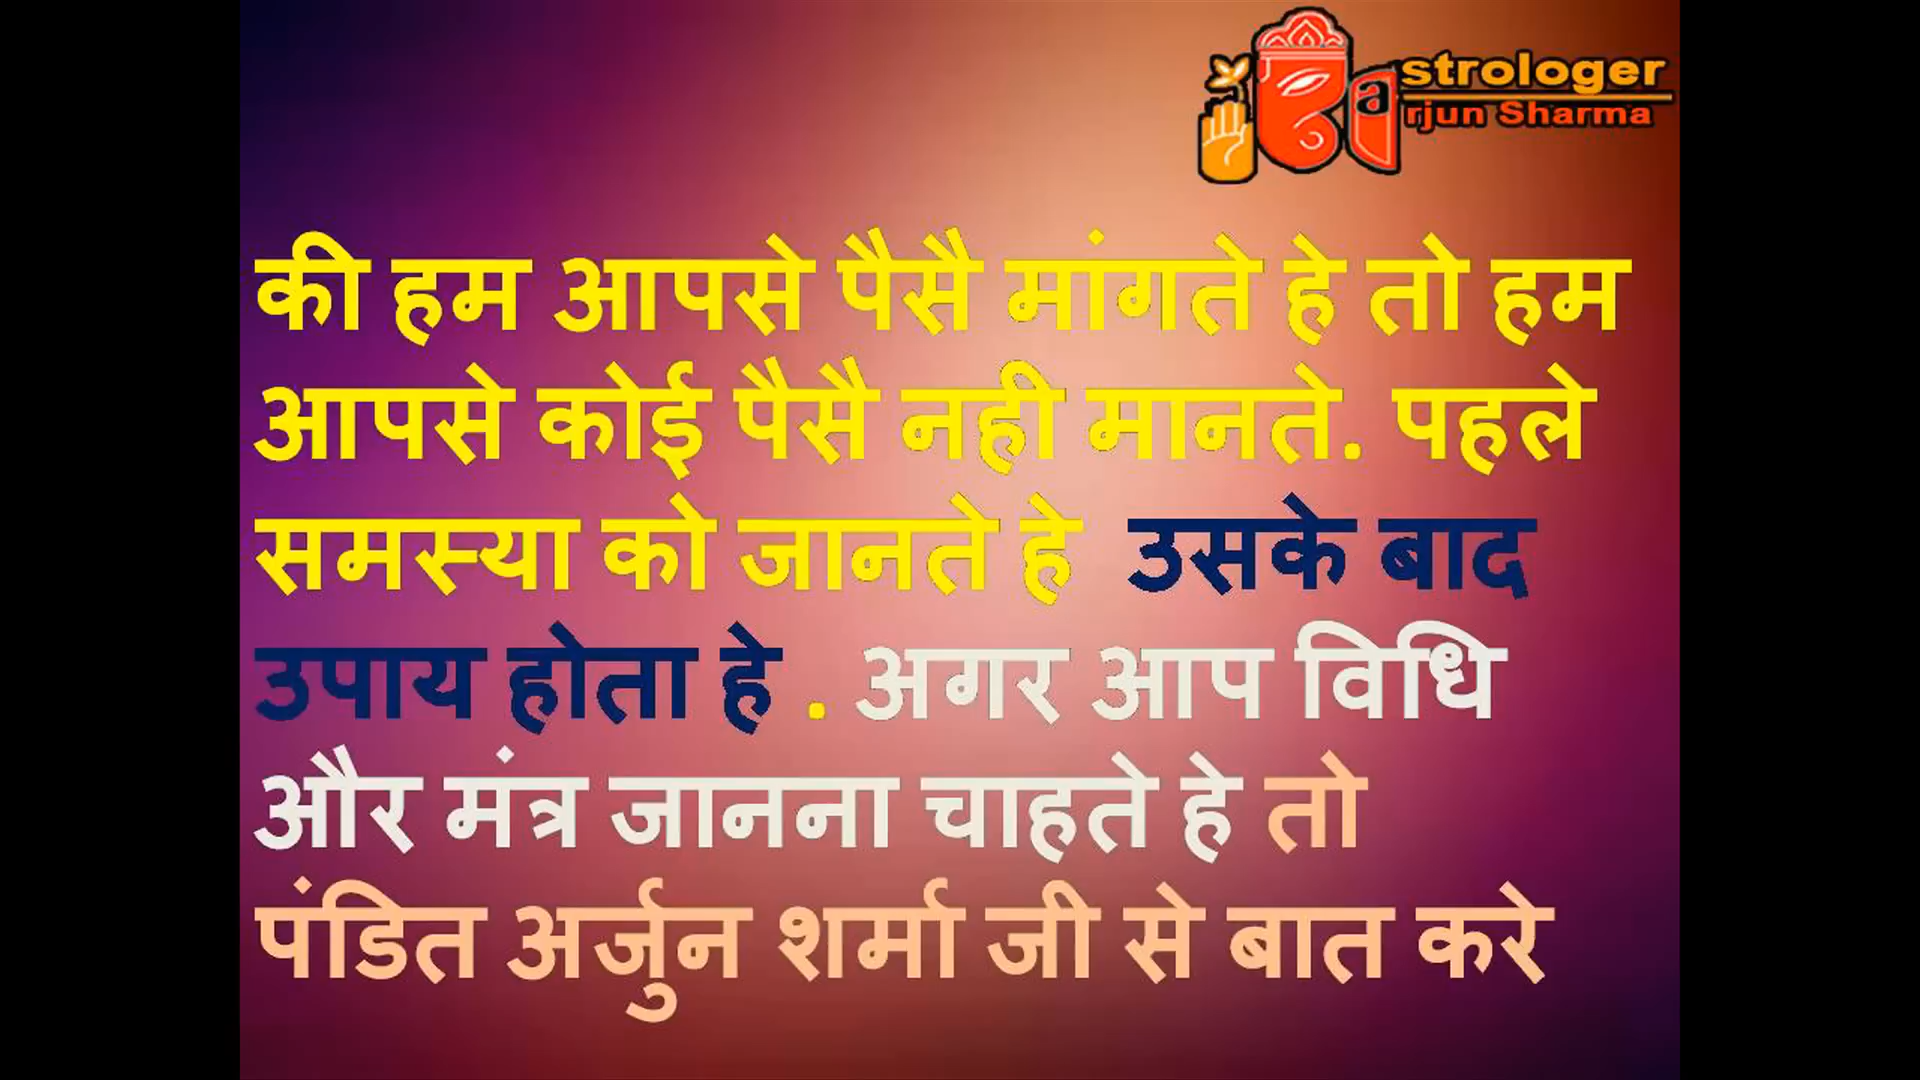 astrologer
arjun Sharma
की हम आपसे पैसै मांगते हे तो हम
आपसे कोई पैसै नही मानते. पहले
समस्या को जानते हे उसके बाद
उपाय होता हे . अगर आप विधि
और मंत्र जानना चाहते हे तो
पंडित अर्जुन शर्मा जी से बात करे